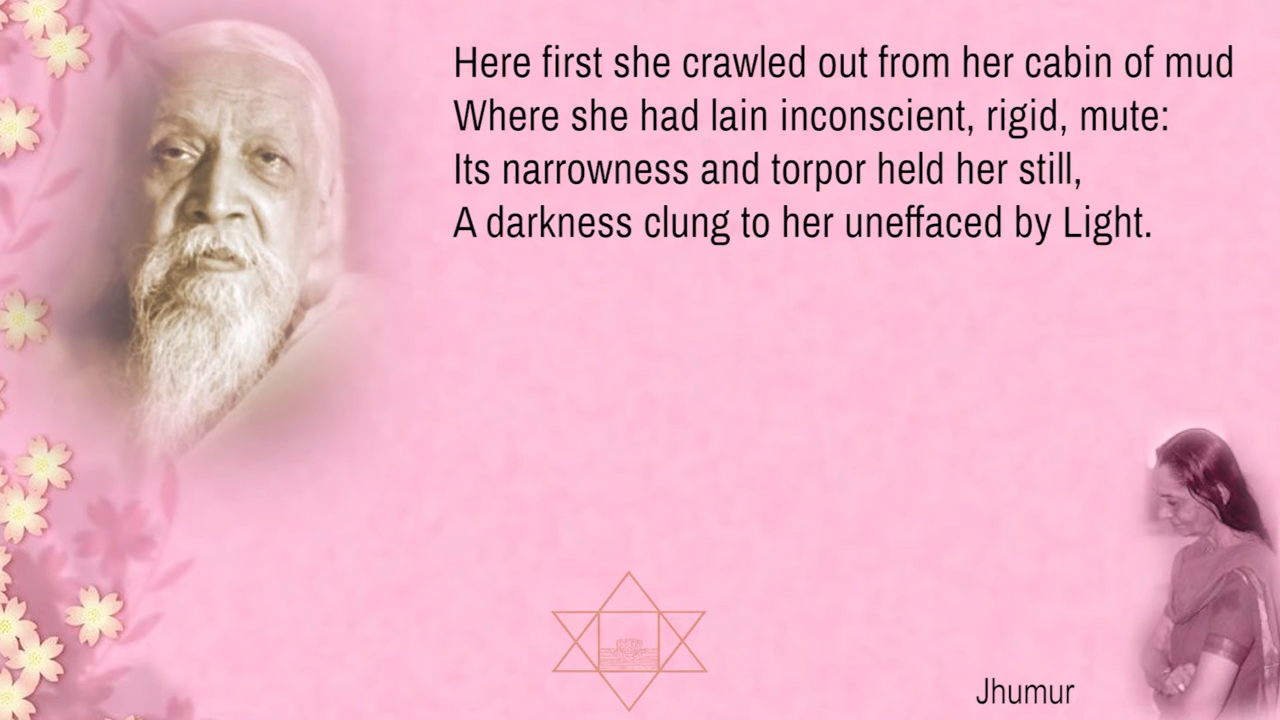 Here first she crawled out from her cabin of mud
Where she had lain inconscient, rigid, mute:
Its narrowness and torpor held her still,
A darkness clung to her uneffaced by Light.
Jhumur